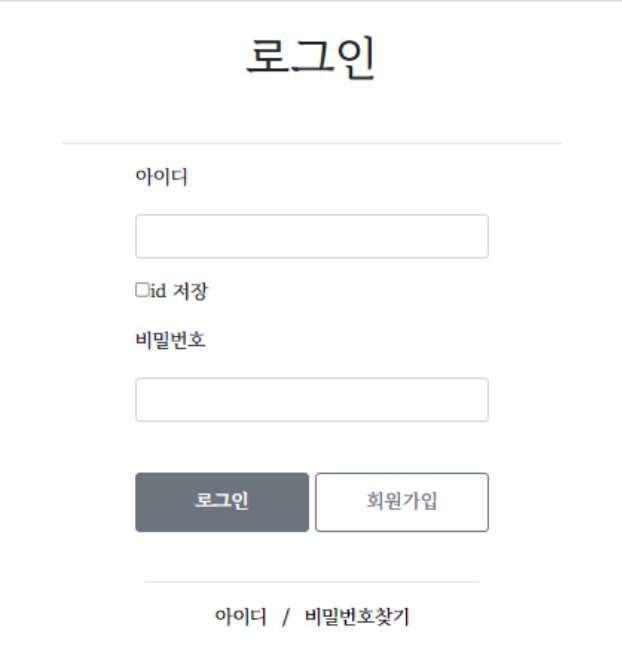 로그인
아이디
id 저장
비밀번호
로그인 회원가입
아이디 / 비밀번호찾기